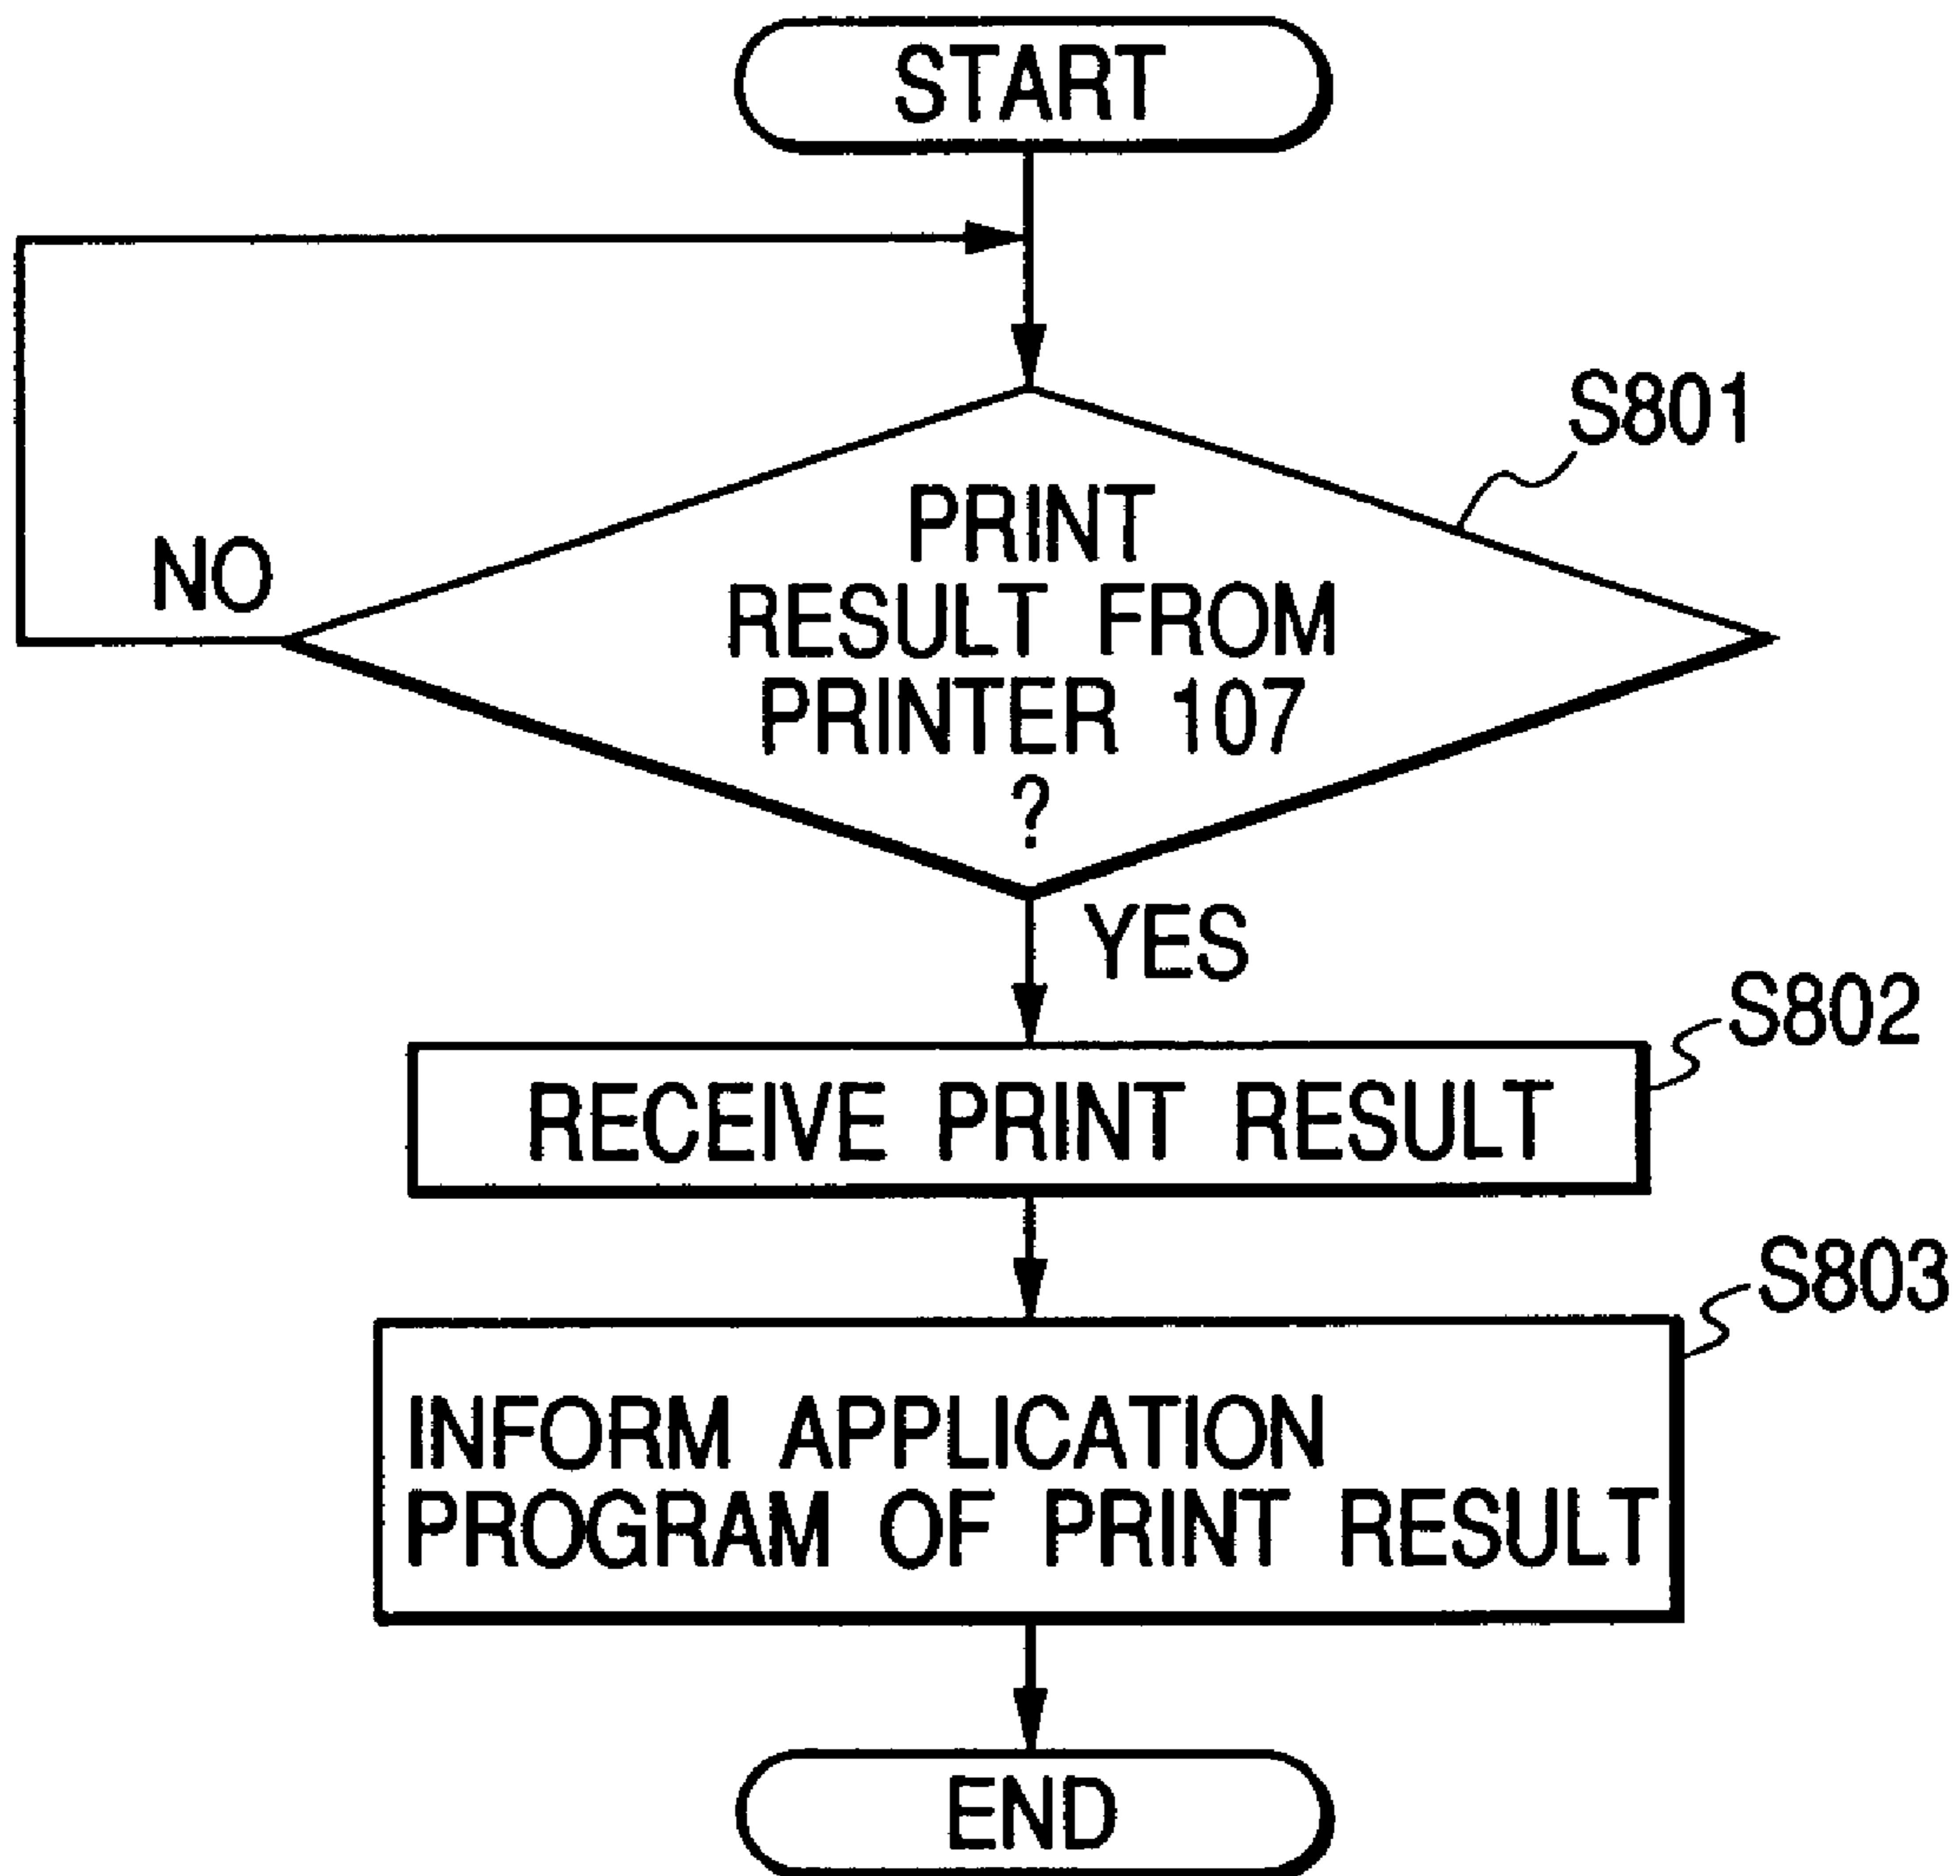 START
S801
PRINT
RESULT FROM
PRINTER 107
?
NO
YES
S802
RECEIVE PRINT RESULT
S803
INFORM APPLICATION
PROGRAM OF PRINT RESULT
END